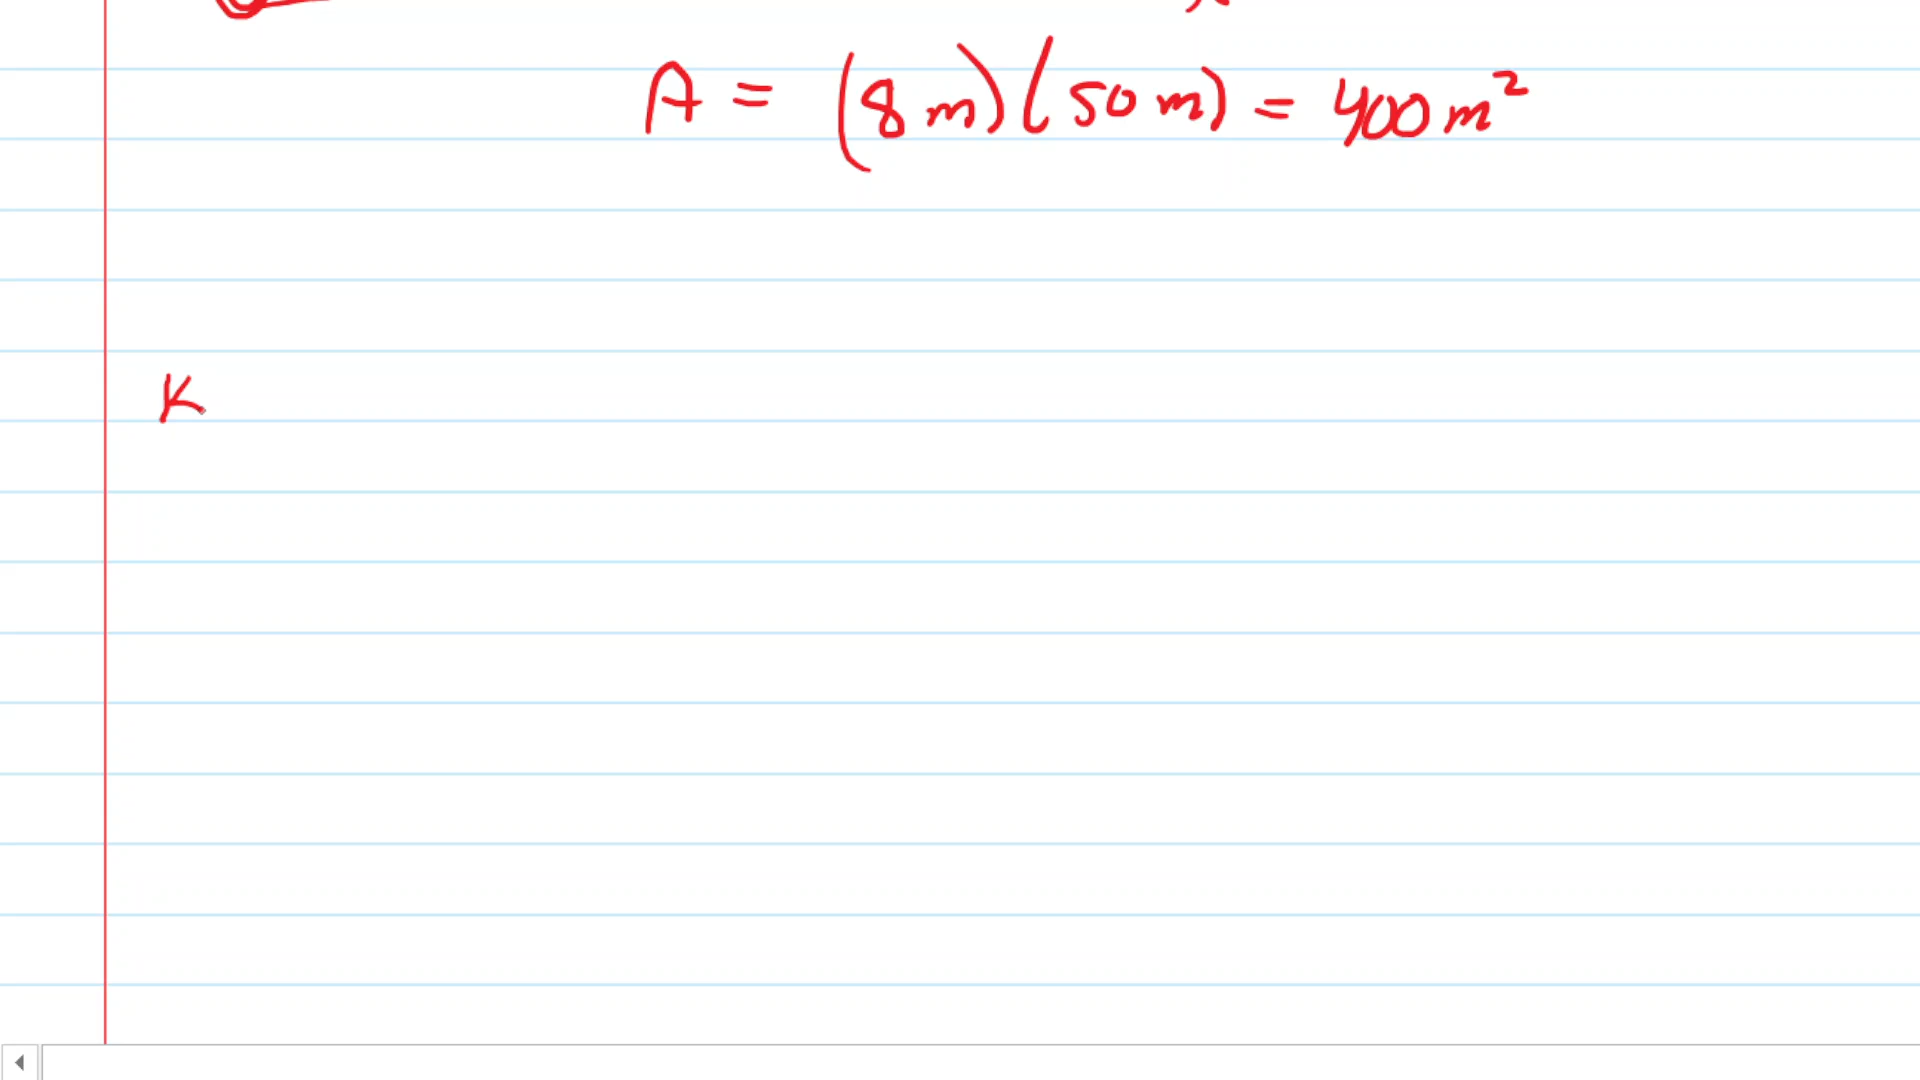 A = (8 m)(50 m) = 400 m²
K